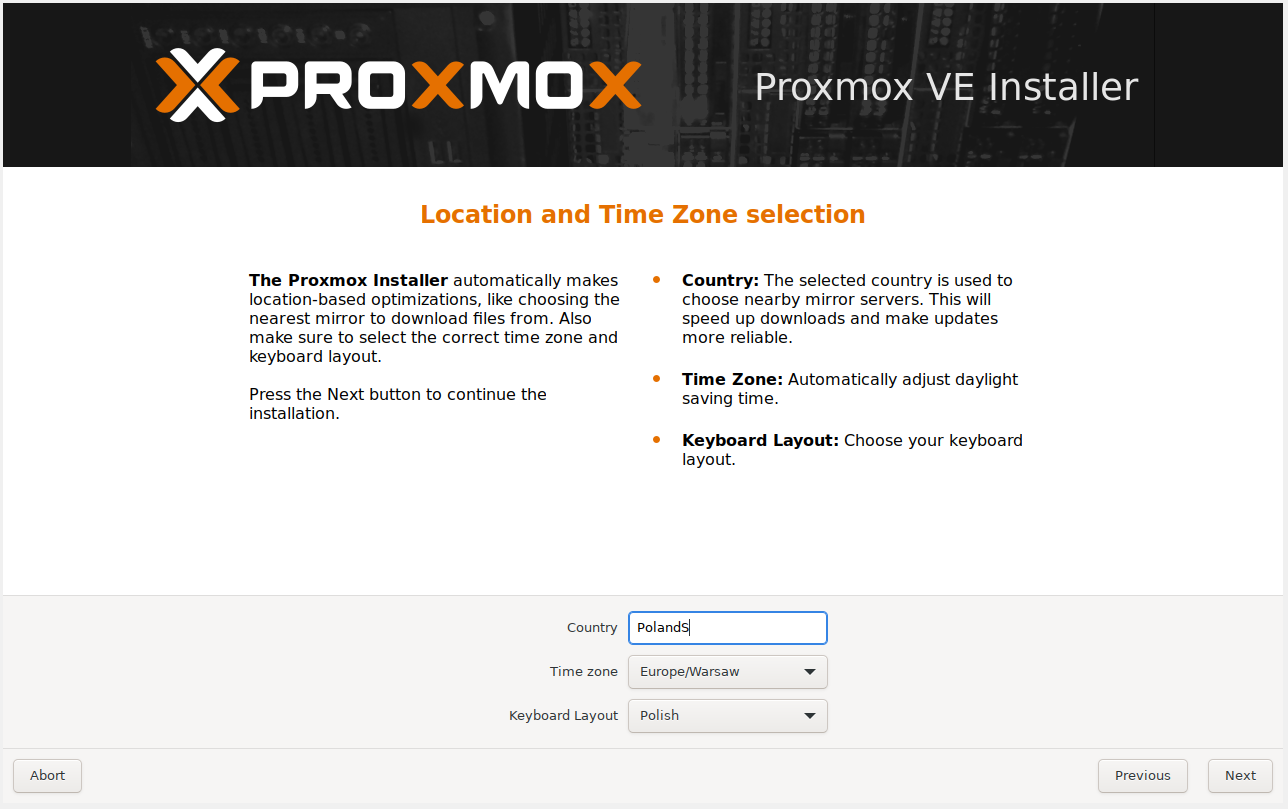 PROXMOX
Proxmox VE Installer
Location and Time Zone selection
The Proxmox Installer automatically makes
location-based optimizations, like choosing the
nearest mirror to download files from. Also
make sure to select the correct time zone and
keyboard layout.
Press the Next button to continue the
installation.
Country: The selected country is used to
choose nearby mirror servers. This will
speed up downloads and make updates
more reliable.
Time Zone: Automatically adjust daylight
saving time.
Keyboard Layout: Choose your keyboard
layout.
Country PolandS
Time zone Europe/Warsaw
Keyboard Layout Polish
Abort Previous Next